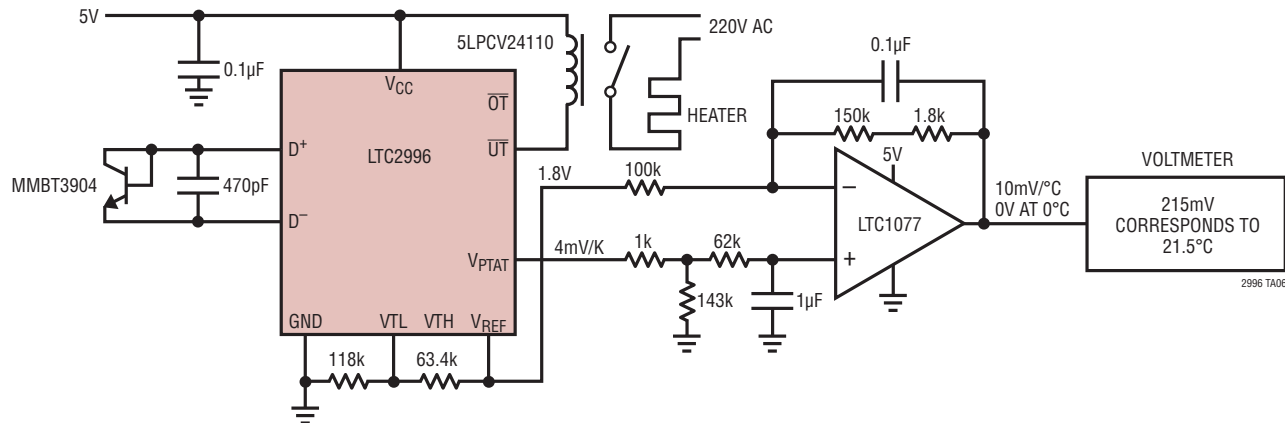 5V
0.1µF
5LPCV24110
220V AC
HEATER
VCC
OT
UT
LTC2996
D+
D−
MMBT3904
470pF
VPTAT
GND
VTL
VTH
VREF
118k
63.4k
1.8V
4mV/K
100k
1k
62k
143k
1µF
0.1µF
150k
1.8k
5V
−
+
LTC1077
10mV/°C
0V AT 0°C
VOLTMETER
215mV
CORRESPONDS TO
21.5°C
2996 TA06